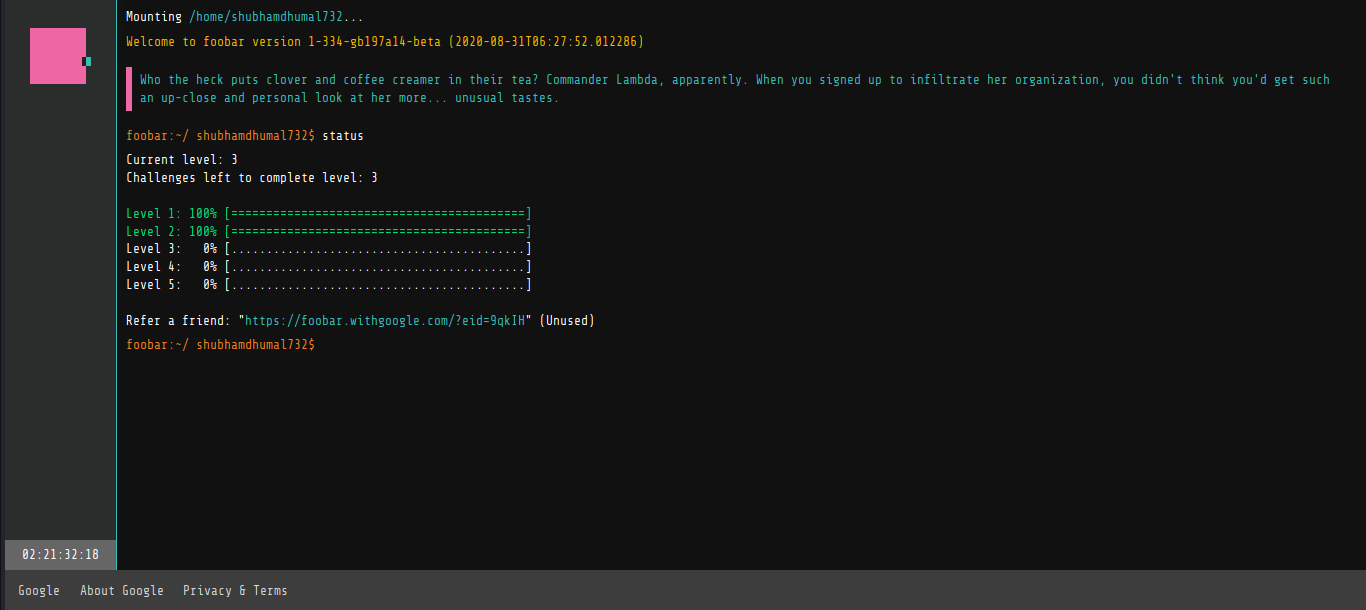 Mounting /home/shubhamdhumal732...
Welcome to foobar version 1-334-gb197a14-beta (2020-08-31T06:27:52.012286)
Who the heck puts clover and coffee creamer in their tea? Commander Lambda, apparently. When you signed up to infiltrate her organization, you didn't think you'd get such
an up-close and personal look at her more... unusual tastes.
foobar:~/ shubhamdhumal732$ status
Current level: 3
Challenges left to complete level: 3
Level 1: 100% [==========================================]
Level 2: 100% [==========================================]
Level 3:   0% [..........................................]
Level 4:   0% [..........................................]
Level 5:   0% [..........................................]
Refer a friend: "https://foobar.withgoogle.com/?eid=9qkIH" (Unused)
foobar:~/ shubhamdhumal732$
02:21:32:18
Google About Google Privacy & Terms